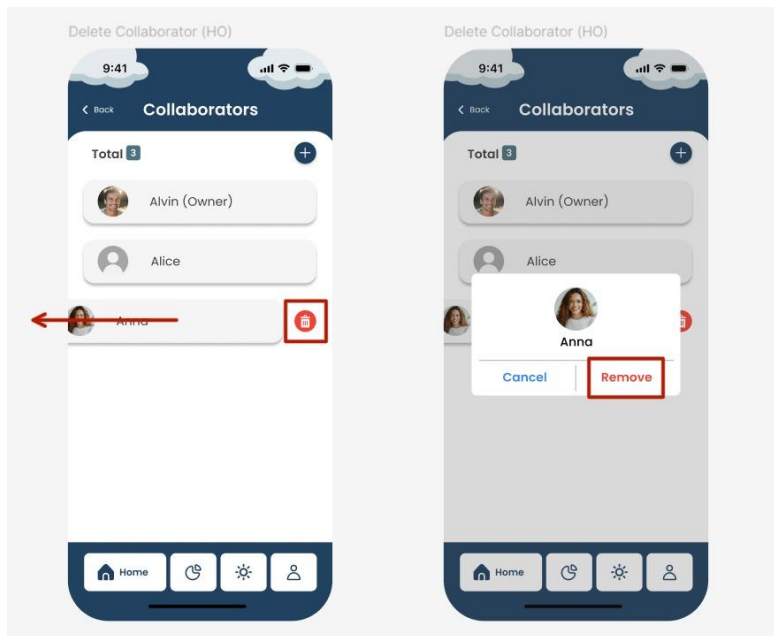 Delete Collaborator (HO)
9:41
Back Collaborators
Total 3
Alvin (Owner)
Alice
Anna
Home
Delete Collaborator (HO)
9:41
Back Collaborators
Total 3
Alvin (Owner)
Alice
Anna
Cancel Remove
Home